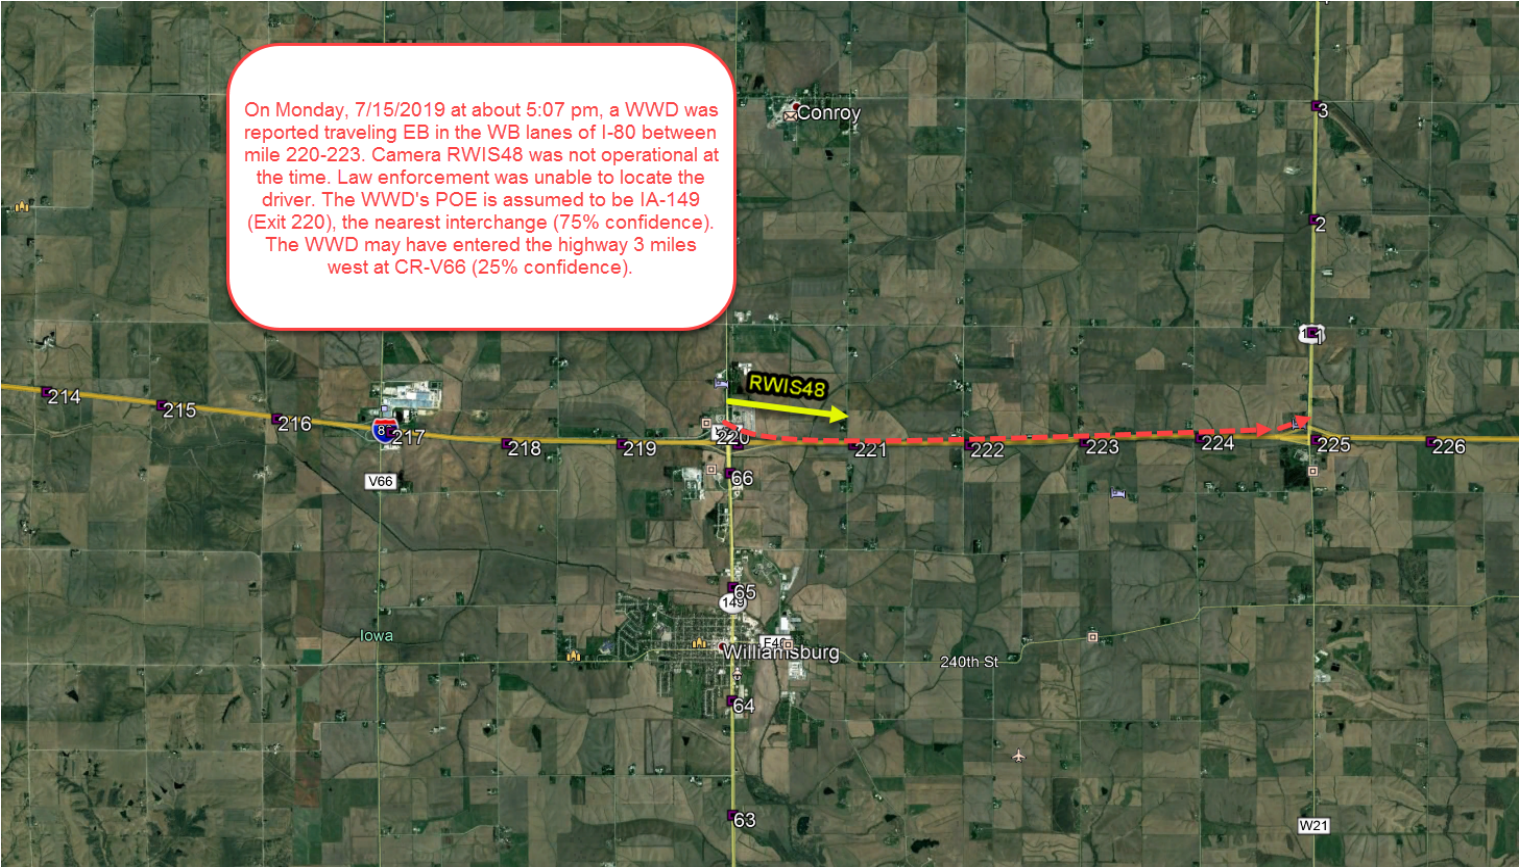 On Monday, 7/15/2019 at about 5:07 pm, a WWD was
reported traveling EB in the WB lanes of I-80 between
mile 220-223. Camera RWIS48 was not operational at
the time. Law enforcement was unable to locate the
driver. The WWD's POE is assumed to be IA-149
(Exit 220), the nearest interchange (75% confidence).
The WWD may have entered the highway 3 miles
west at CR-V66 (25% confidence).
Conroy
3
2
1
RWIS48
214
215
216
217
218
219
220
221
222
223
224
225
226
V66
66
65
149
Iowa
Williamsburg
240th St
64
63
W21